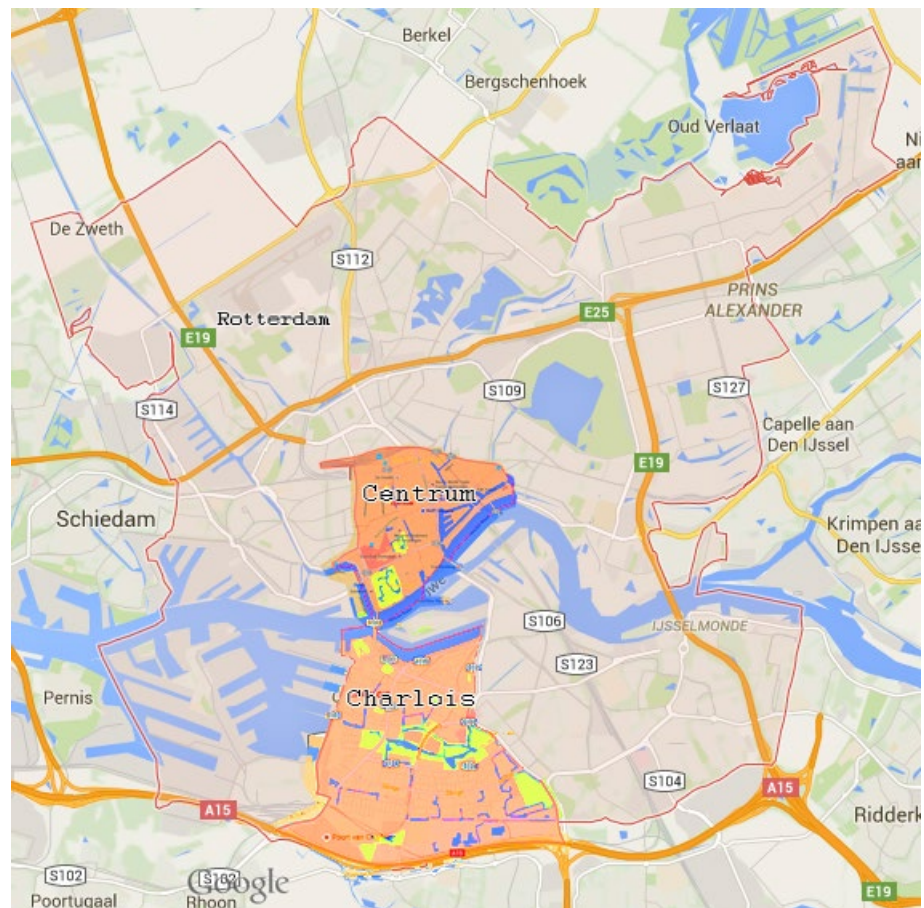 Berkel
Bergschenhoek
Oud Verlaat
De Zweth
S112
PRINS
ALEXANDER
E25
Rotterdam
E19
S109
S127
S114
Capelle aan
Den IJssel
E19
Centrum
Schiedam
Krimpen aa
Den IJsse
S106
IJSSELMONDE
S123
Pernis
Charlois
S104
A15
A15
Ridderk
S102
S102
Google
E19
Poortugaal
Rhoon